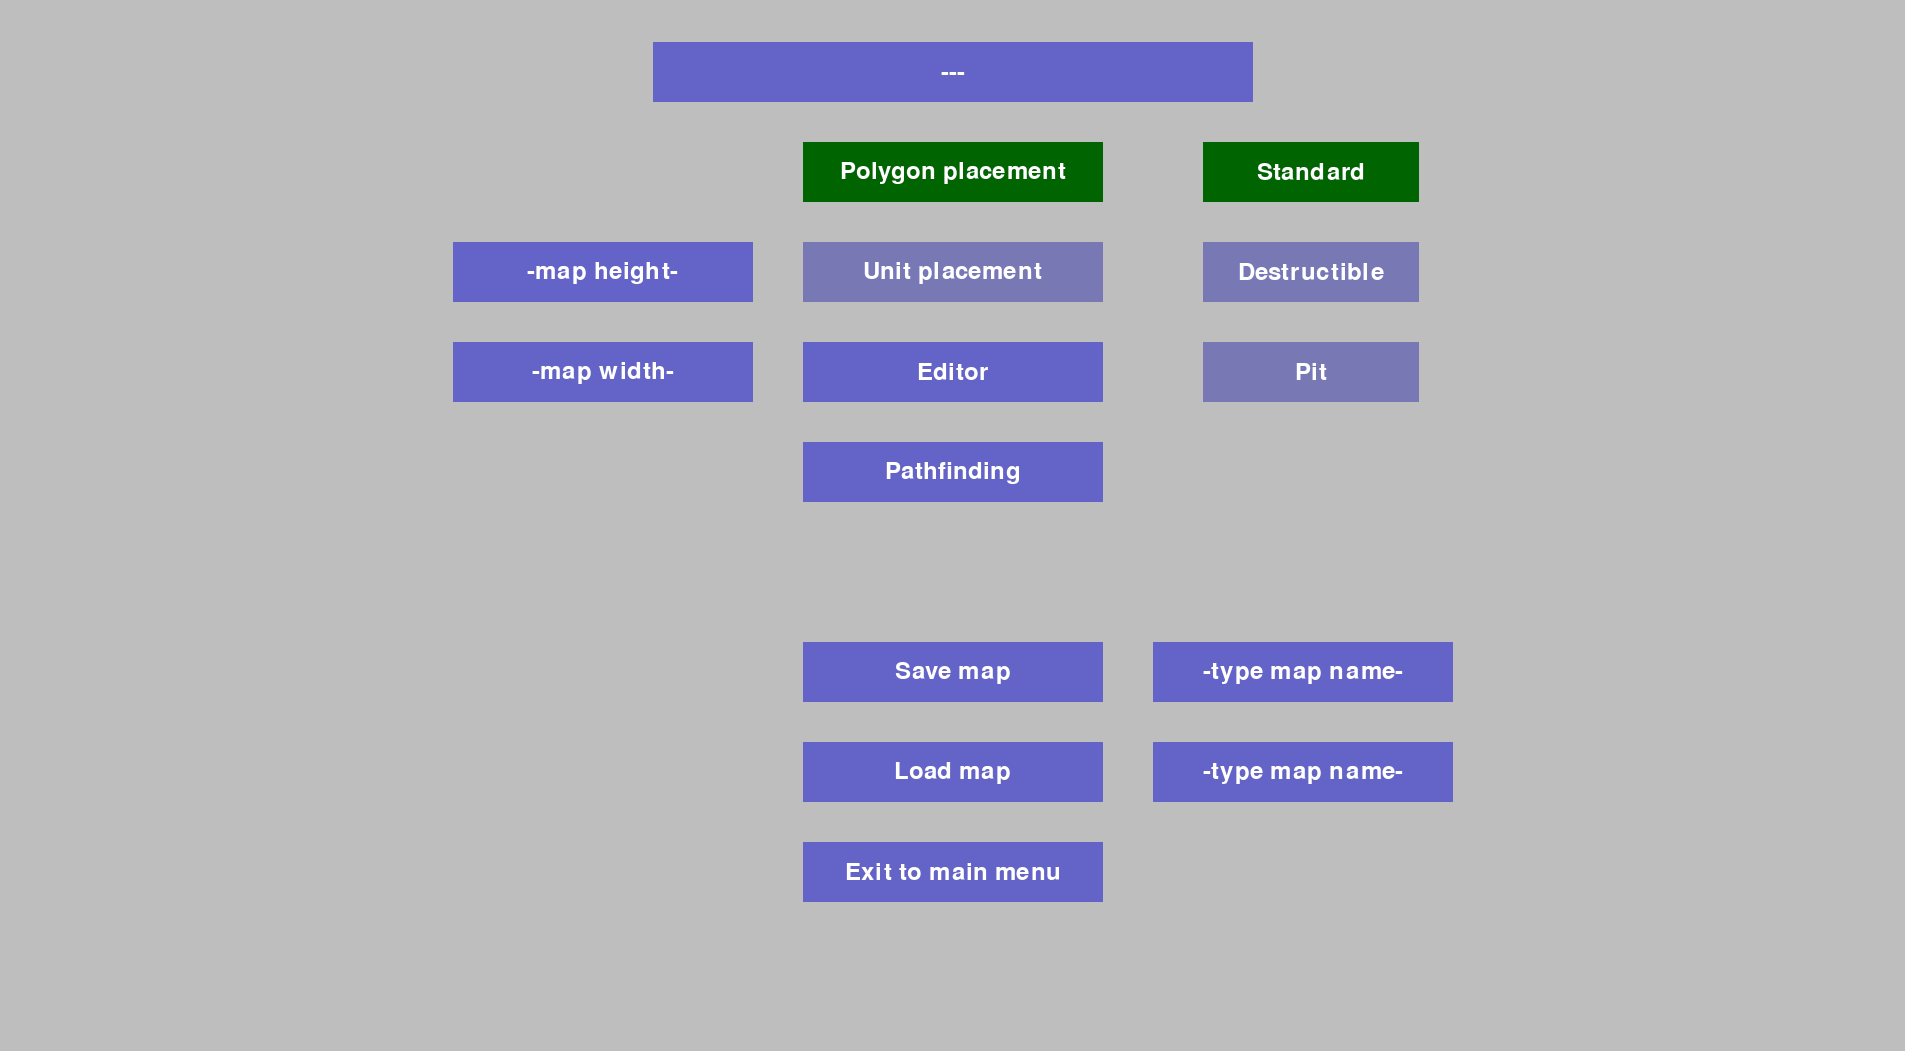 ---
Polygon placement
Standard
-map height-
Unit placement
Destructible
-map width-
Editor
Pit
Pathfinding
Save map
-type map name-
Load map
-type map name-
Exit to main menu